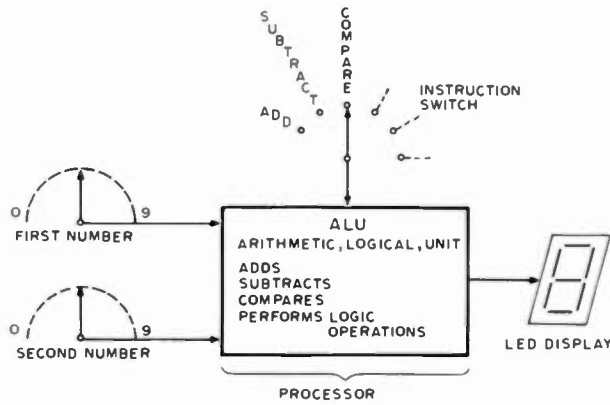 COMPARE
SUBTRACT
ADD
INSTRUCTION
SWITCH
0 9
FIRST NUMBER
0 9
SECOND NUMBER
ALU
ARITHMETIC, LOGICAL, UNIT
ADDS
SUBTRACTS
COMPARES
PERFORMS LOGIC
OPERATIONS
LED DISPLAY
PROCESSOR